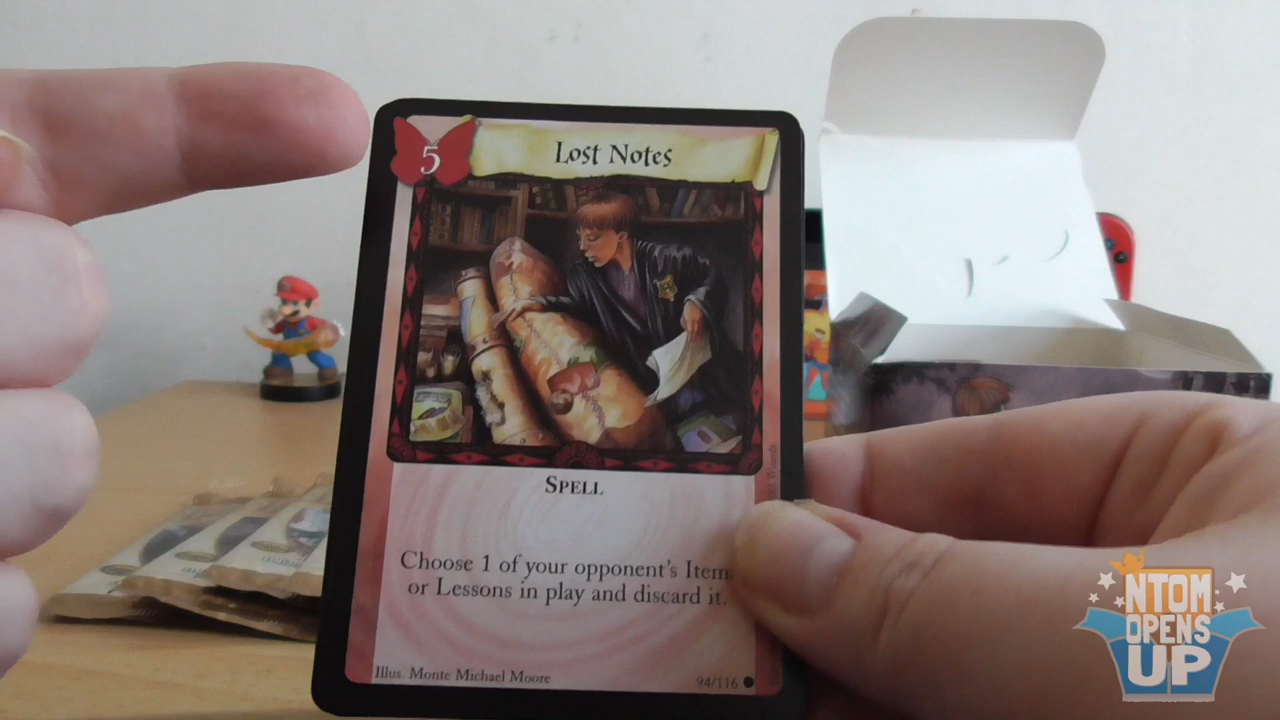 5
Lost Notes
Spell
Choose 1 of your opponent's Item
or Lessons in play and discard it.
Illus. Monte Michael Moore
94/116
NTOM
OPENS
UP